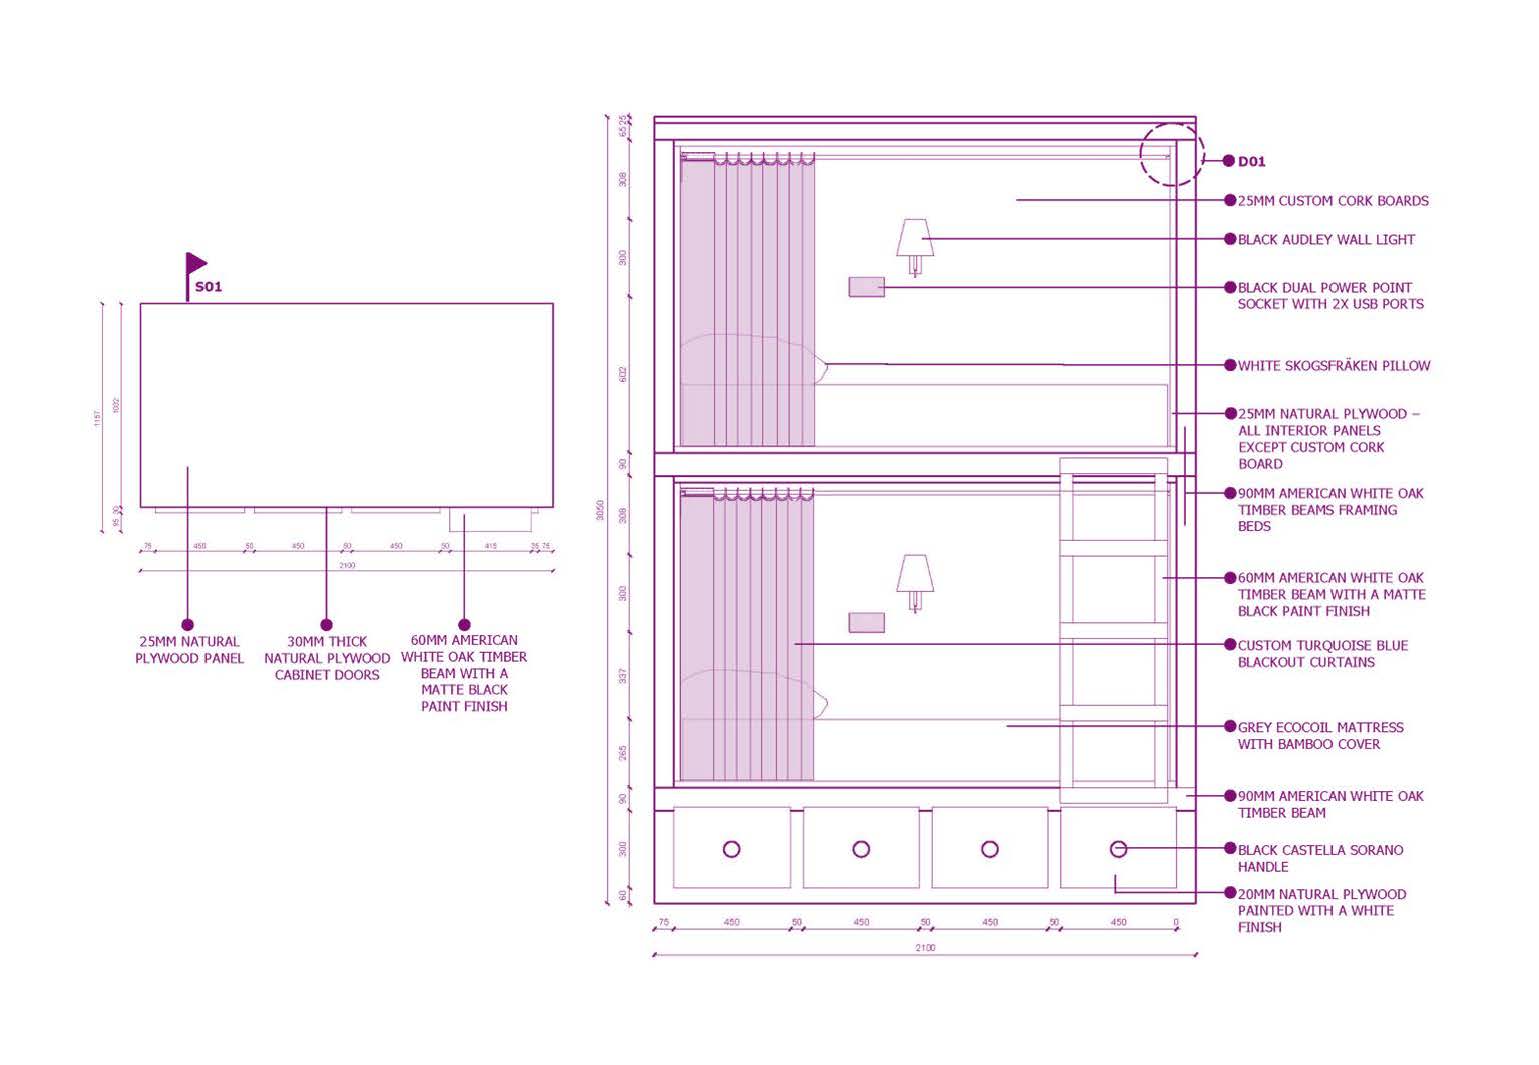 S01
1157
1032
30
95
75
450
50
450
50
450
50
415
35
75
2100
25MM NATURAL
PLYWOOD PANEL
30MM THICK
NATURAL PLYWOOD
CABINET DOORS
60MM AMERICAN
WHITE OAK TIMBER
BEAM WITH A
MATTE BLACK
PAINT FINISH
25
65
308
300
602
90
308
300
337
265
90
300
60
3050
75
450
50
450
50
450
50
450
0
2100
D01
25MM CUSTOM CORK BOARDS
BLACK AUDLEY WALL LIGHT
BLACK DUAL POWER POINT
SOCKET WITH 2X USB PORTS
WHITE SKOGSFRÄKEN PILLOW
25MM NATURAL PLYWOOD –
ALL INTERIOR PANELS
EXCEPT CUSTOM CORK
BOARD
90MM AMERICAN WHITE OAK
TIMBER BEAMS FRAMING
BEDS
60MM AMERICAN WHITE OAK
TIMBER BEAM WITH A MATTE
BLACK PAINT FINISH
CUSTOM TURQUOISE BLUE
BLACKOUT CURTAINS
GREY ECOCOIL MATTRESS
WITH BAMBOO COVER
90MM AMERICAN WHITE OAK
TIMBER BEAM
BLACK CASTELLA SORANO
HANDLE
20MM NATURAL PLYWOOD
PAINTED WITH A WHITE
FINISH